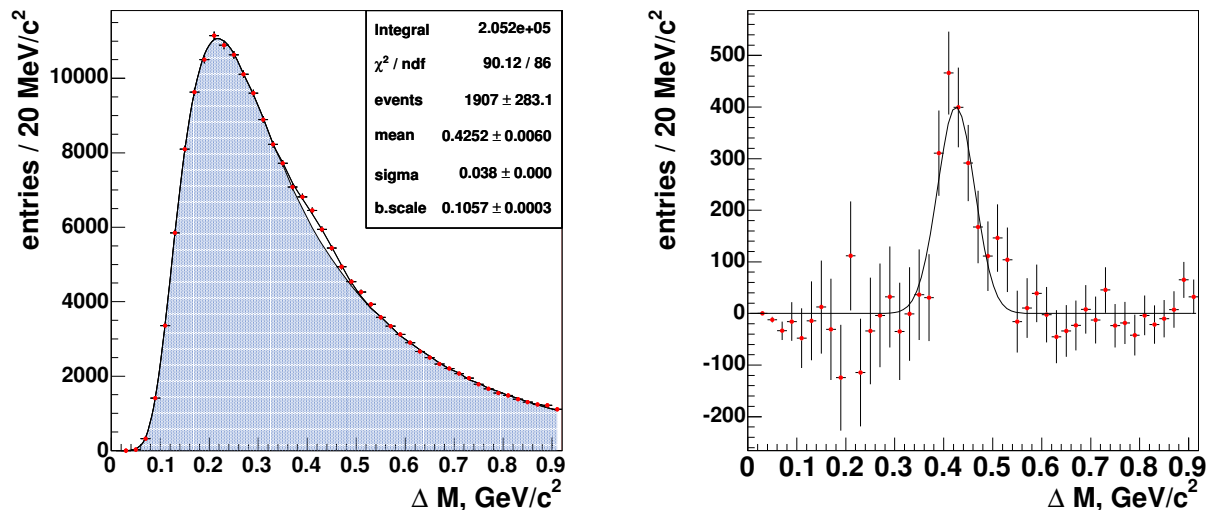 entries / 20 MeV/c²
10000
8000
6000
4000
2000
0
Integral 2.052e+05
χ² / ndf 90.12 / 86
events 1907 ± 283.1
mean 0.4252 ± 0.0060
sigma 0.038 ± 0.000
b.scale 0.1057 ± 0.0003
0 0.1 0.2 0.3 0.4 0.5 0.6 0.7 0.8 0.9
Δ M, GeV/c²
entries / 20 MeV/c²
500
400
300
200
100
0
-100
-200
0 0.1 0.2 0.3 0.4 0.5 0.6 0.7 0.8 0.9
Δ M, GeV/c²